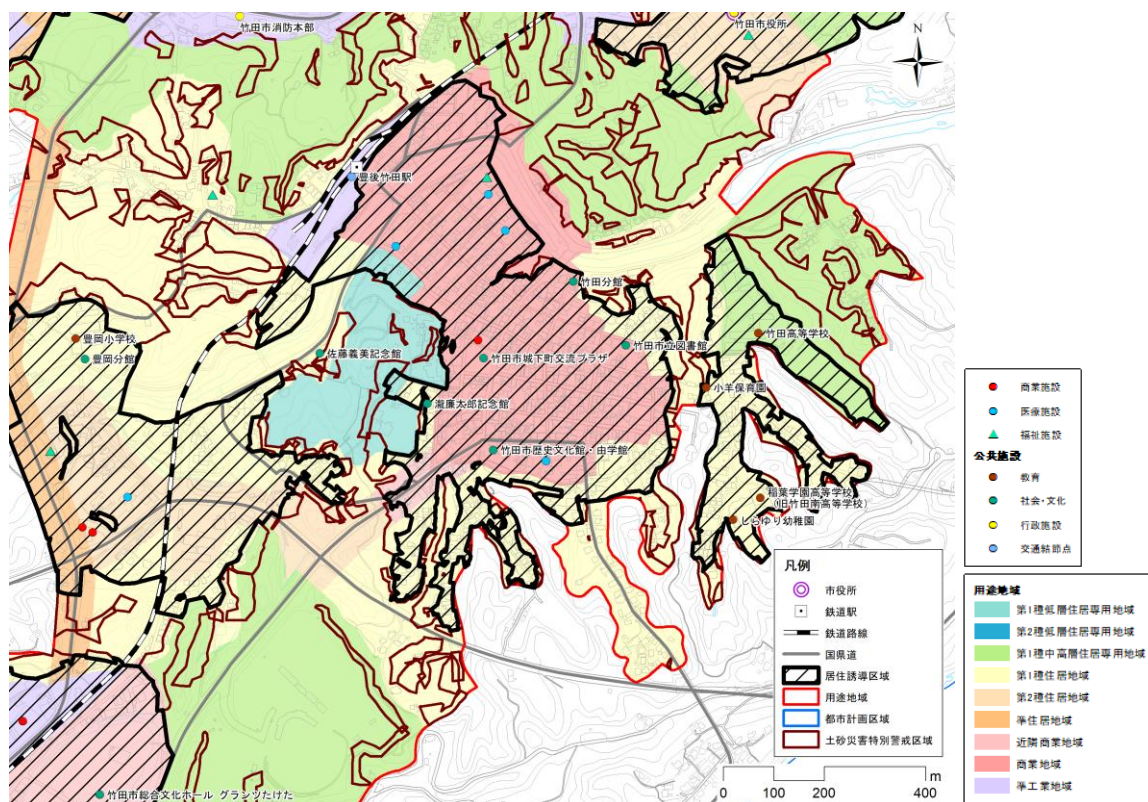 竹田市消防本部
竹田市役所
N
豊後竹田駅
竹田分館
豊岡小学校
豊岡分館
佐藤義美記念館
竹田市城下町交流プラザ
竹田市立図書館
竹田高等学校
小羊保育園
瀧廉太郎記念館
竹田市歴史文化館・由学館
稲葉学園高等学校
(旧竹田南高等学校)
しらゆり幼稚園
竹田市総合文化ホール グランツたけた
凡例
市役所
鉄道駅
鉄道路線
国県道
居住誘導区域
用途地域
都市計画区域
土砂災害特別警戒区域
0 200 400
m
商業施設
医療施設
福祉施設
公共施設
教育
社会・文化
行政施設
交通結節点
用途地域
第1種低層住居専用地域
第2種低層住居専用地域
第1種中高層住居専用地域
第1種住居地域
第2種住居地域
準住居地域
近隣商業地域
商業地域
準工業地域